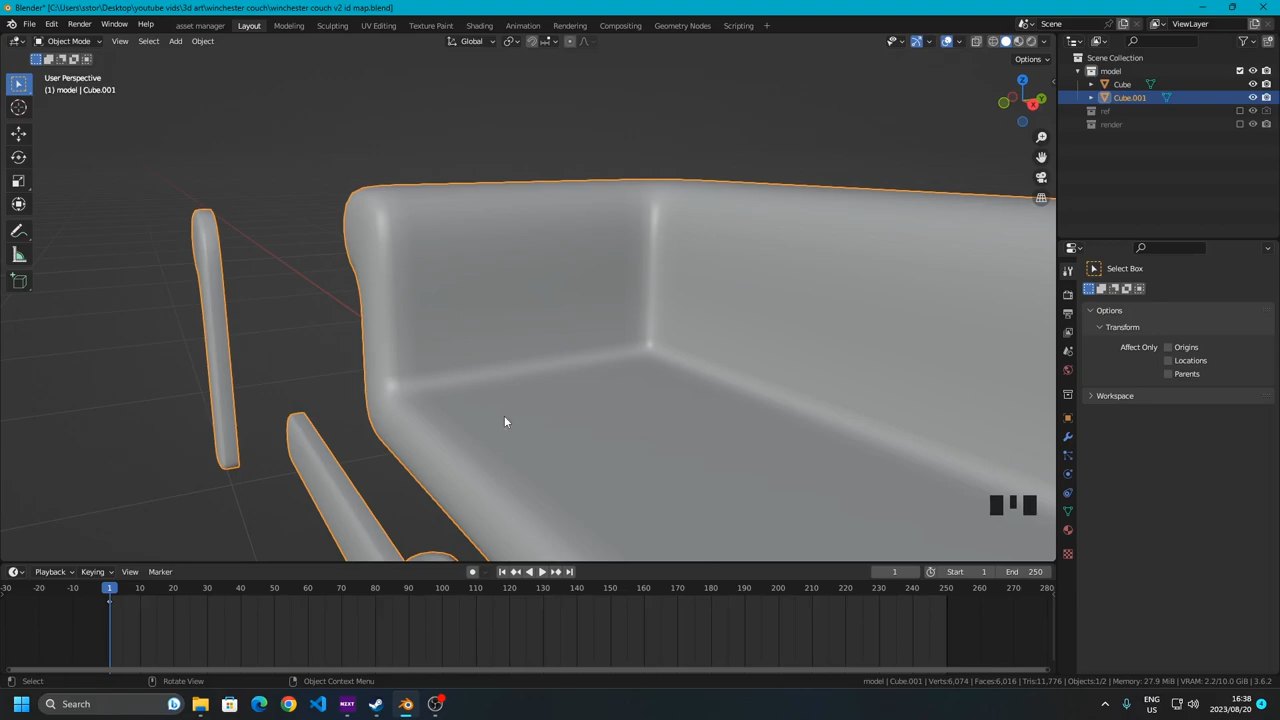 Blender* [C:\Users\sstor\Desktop\youtube vids\3d art\winchester couch\winchester couch v2 id map.blend]
File Edit Render Window Help asset manager Layout Modeling Sculpting UV Editing Texture Paint Shading Animation Rendering Compositing Geometry Nodes Scripting + Scene ViewLayer
Object Mode View Select Add Object Global
Options
User Perspective
(1) model | Cube.001
Z
Y
X
Scene Collection
model
Cube
Cube.001
ref
render
Select Box
Options
Transform
Affect Only Origins
Locations
Parents
Workspace
Playback Keying View Marker 1 Start 1 End 250
-30 -20 -10 1 10 20 30 40 50 60 70 80 90 100 110 120 130 140 150 160 170 180 190 200 210 220 230 240 250 260 270 280
Select Rotate View Object Context Menu model | Cube.001 | Verts:6,074 | Faces:6,016 | Tris:11,776 | Objects:1/2 | Memory: 27.9 MiB | VRAM: 2.2/10.0 GiB | 3.6.2
Search NZXT ENG US 16:38 2023/08/20 4